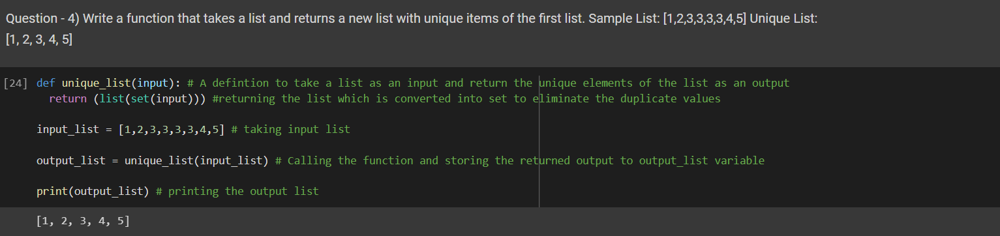 Question - 4) Write a function that takes a list and returns a new list with unique items of the first list. Sample List: [1,2,3,3,3,3,4,5] Unique List:
[1, 2, 3, 4, 5]
[24] def unique_list(input): # A defintion to take a list as an input and return the unique elements of the list as an output
return (list(set(input))) #returning the list which is converted into set to eliminate the duplicate values
input_list = [1,2,3,3,3,3,4,5] # taking input list
output_list = unique_list(input_list) # Calling the function and storing the returned output to output_list variable
print(output_list) # printing the output list
[1, 2, 3, 4, 5]